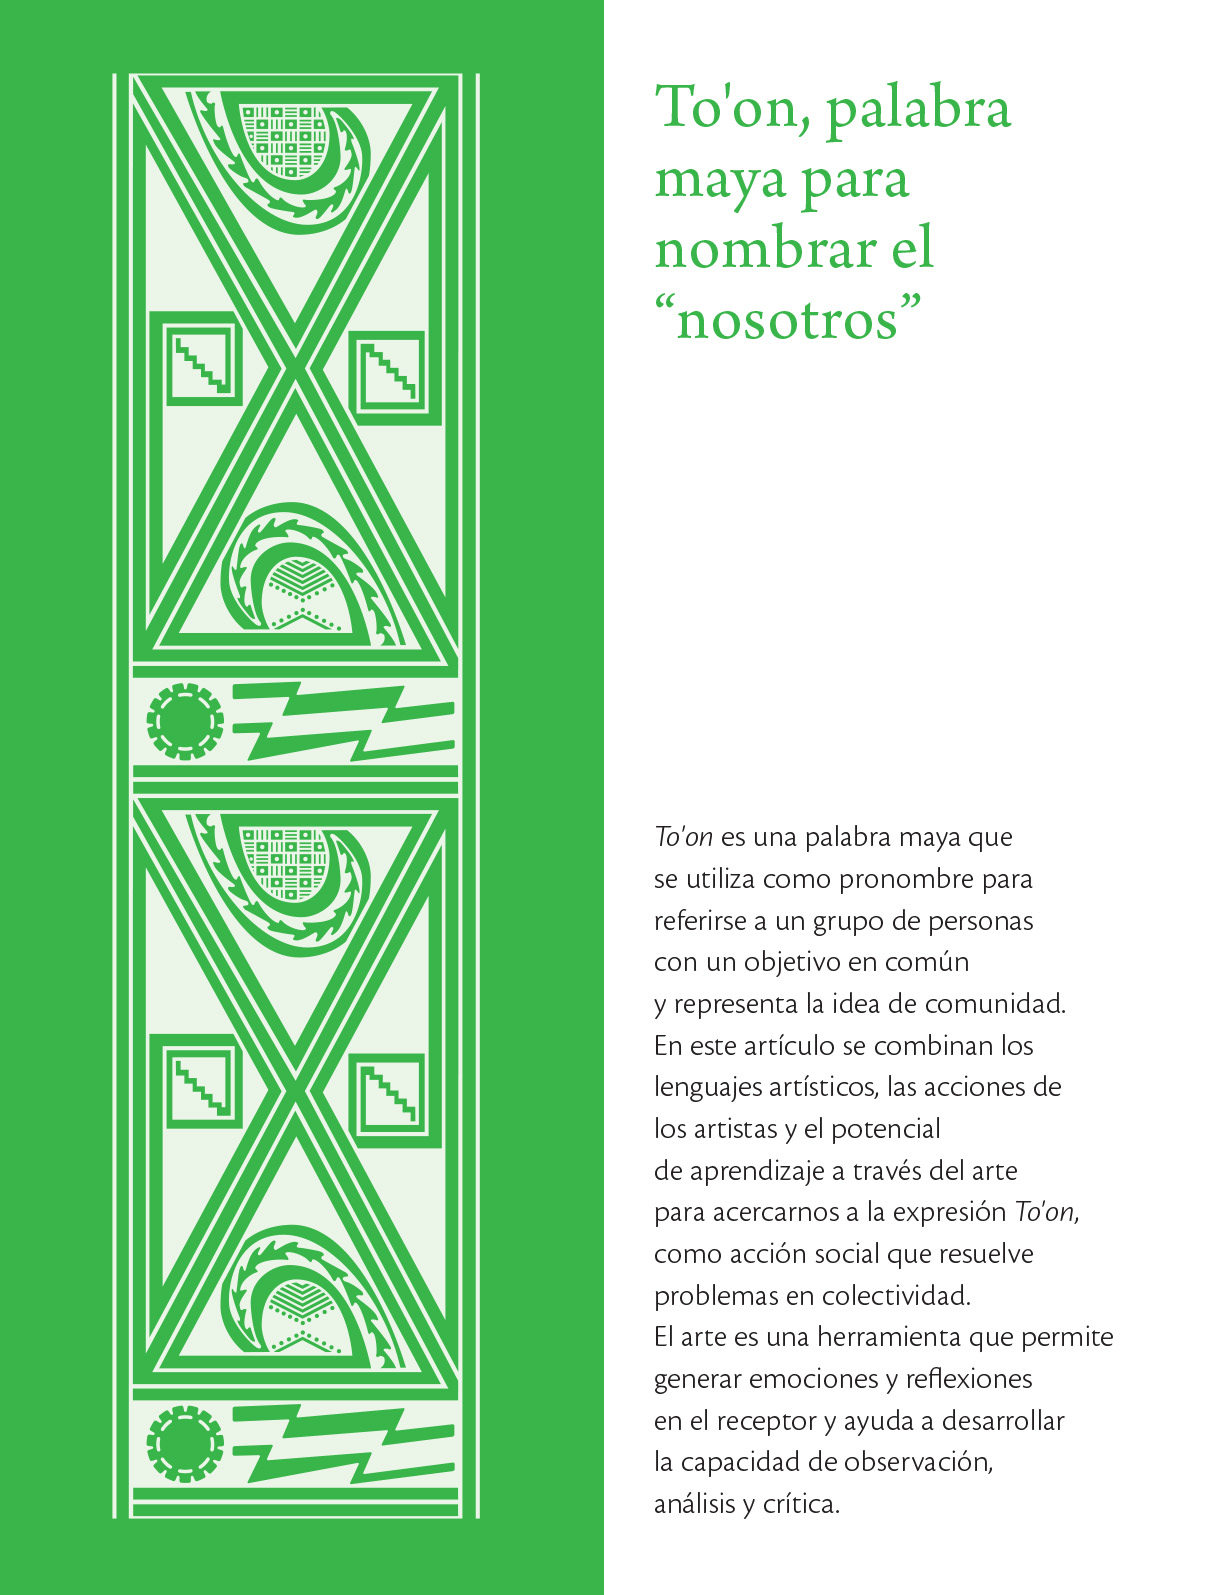 To'on, palabra
maya para
nombrar el
“nosotros”
To'on es una palabra maya que
se utiliza como pronombre para
referirse a un grupo de personas
con un objetivo en común
y representa la idea de comunidad.
En este artículo se combinan los
lenguajes artísticos, las acciones de
los artistas y el potencial
de aprendizaje a través del arte
para acercarnos a la expresión To'on,
como acción social que resuelve
problemas en colectividad.
El arte es una herramienta que permite
generar emociones y reflexiones
en el receptor y ayuda a desarrollar
la capacidad de observación,
análisis y crítica.